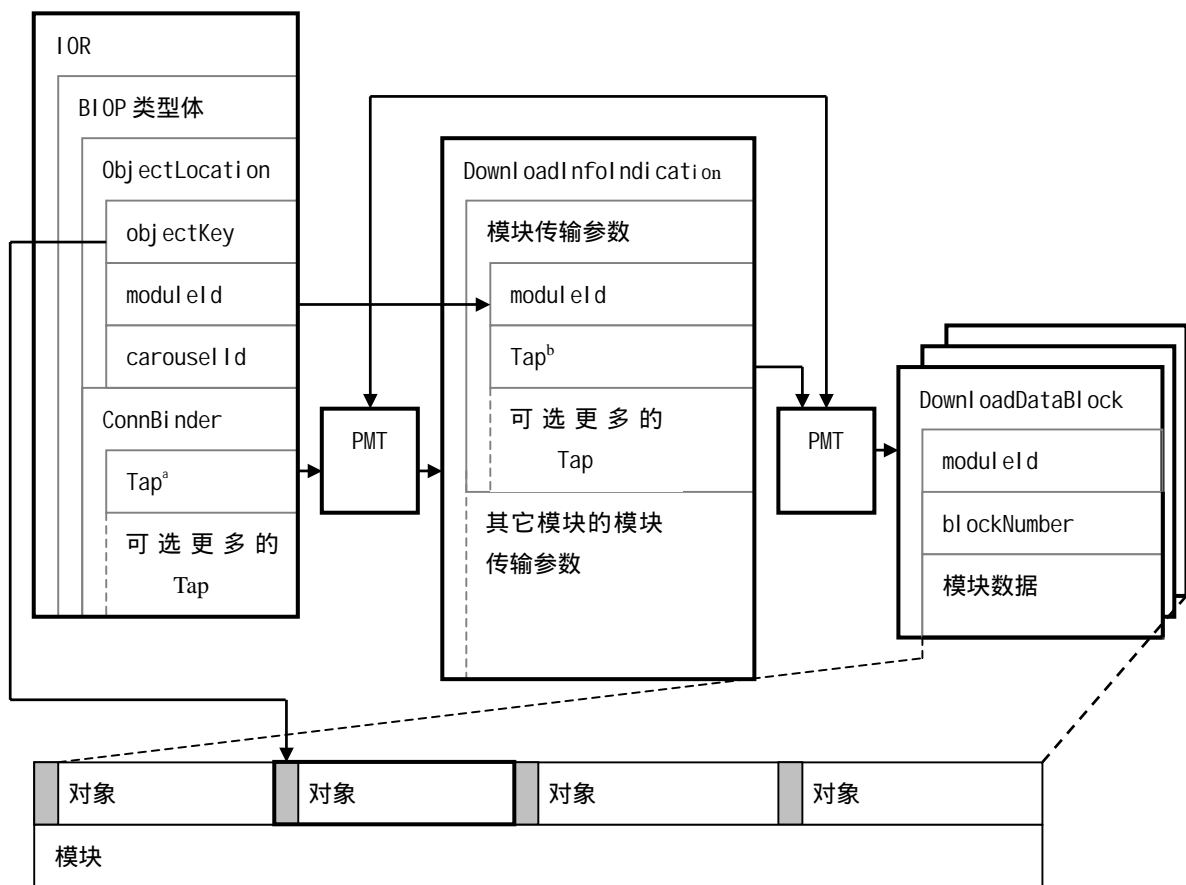 IOR
BIOP 类型体
ObjectLocation
objectKey
moduleId
carouselId
ConnBinder
Tapᵃ
可选更多的
Tap
PMT
DownloadInfoIndication
模块传输参数
moduleId
Tapᵇ
可选更多的
Tap
其它模块的模块
传输参数
PMT
DownloadDataBlock
moduleId
blockNumber
模块数据
对象
对象
对象
对象
模块